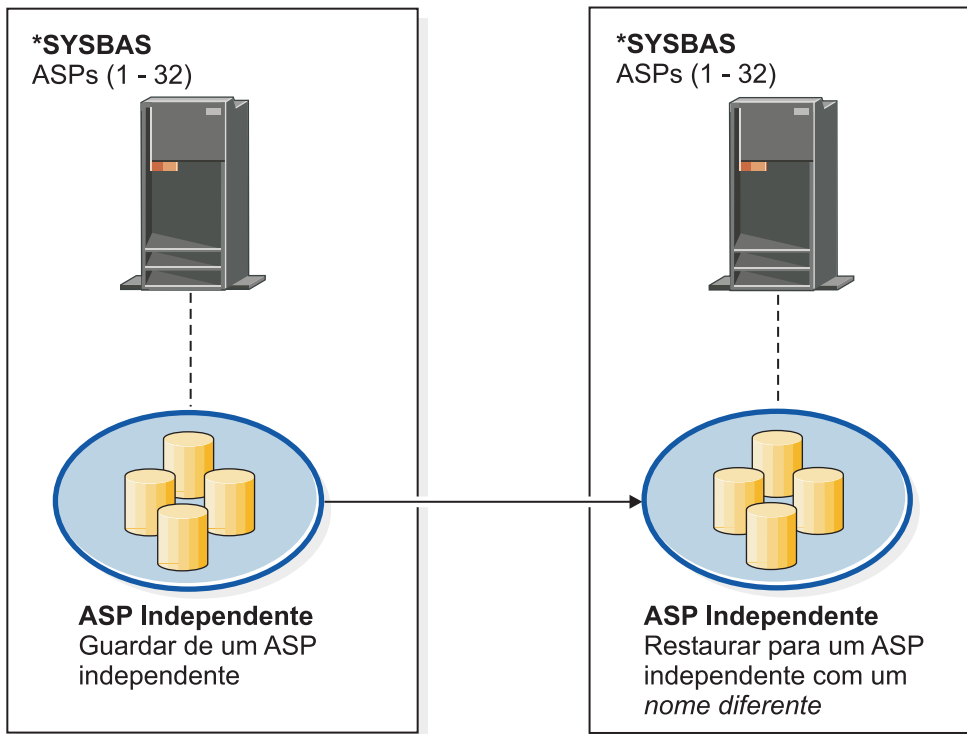 *SYSBAS
ASPs (1 - 32)
ASP Independente
Guardar de um ASP
independente
*SYSBAS
ASPs (1 - 32)
ASP Independente
Restaurar para um ASP
independente com um
nome diferente